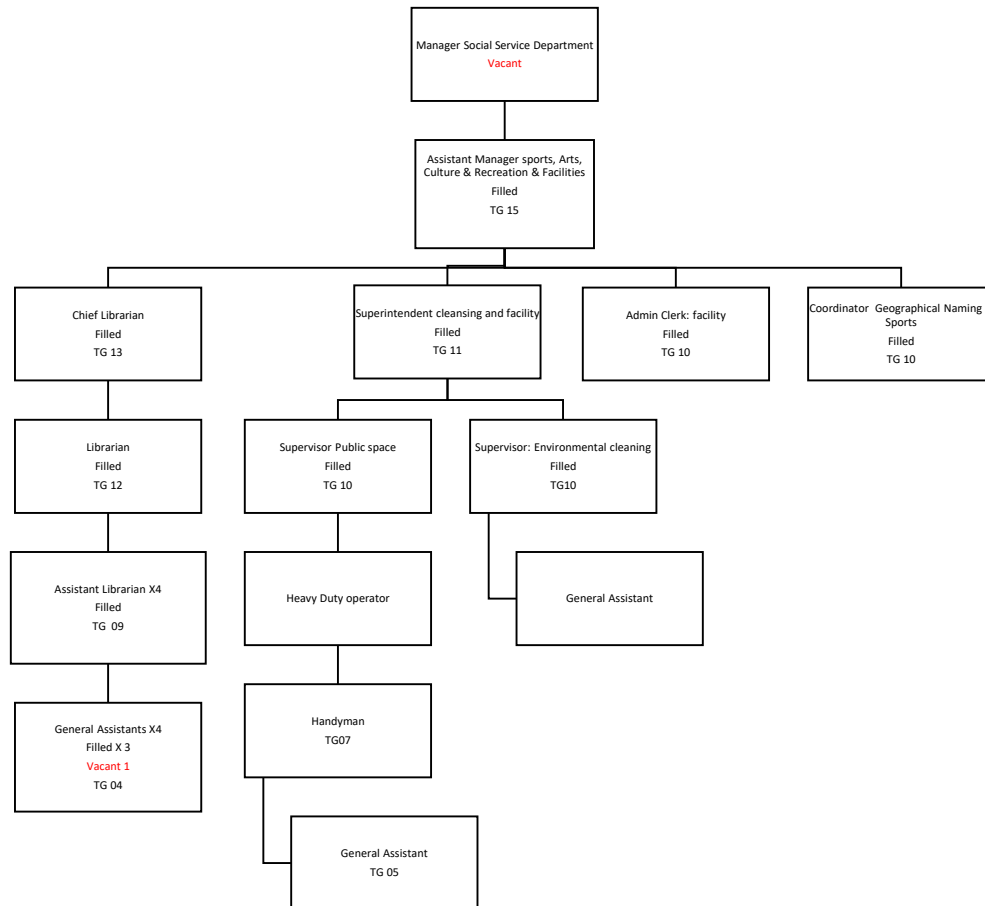 Manager Social Service Department
Vacant
Assistant Manager sports, Arts,
Culture & Recreation & Facilities
Filled
TG 15
Chief Librarian
Filled
TG 13
Superintendent cleansing and facility
Filled
TG 11
Admin Clerk: facility
Filled
TG 10
Coordinator Geographical Naming
Sports
Filled
TG 10
Librarian
Filled
TG 12
Supervisor Public space
Filled
TG 10
Supervisor: Environmental cleaning
Filled
TG10
Assistant Librarian X4
Filled
TG 09
Heavy Duty operator
General Assistant
General Assistants X4
Filled X 3
Vacant 1
TG 04
Handyman
TG07
General Assistant
TG 05